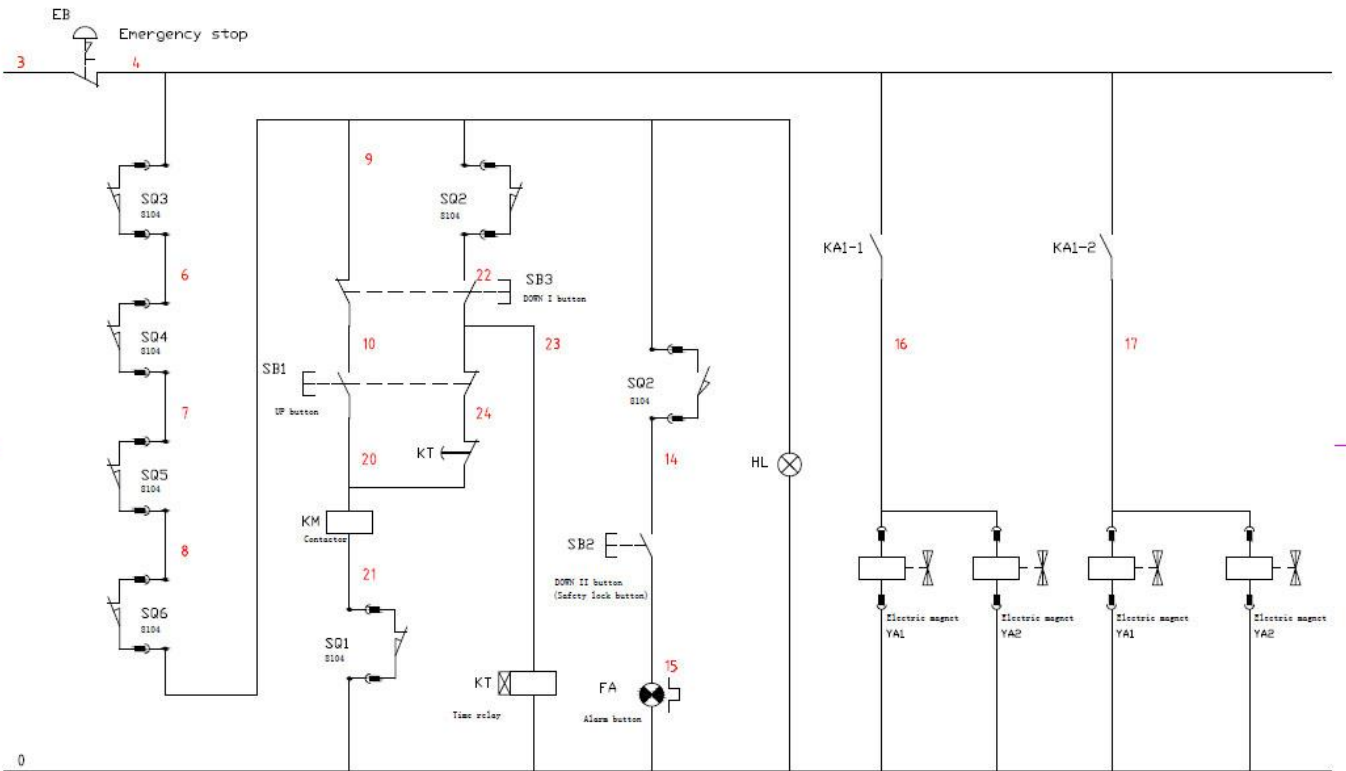 EB
Emergency stop
3
4
9
SQ3
S104
SQ2
S104
KA1-1
KA1-2
6
22
SB3
DOWN I button
SQ4
S104
10
23
16
17
SB1
UP button
SQ2
S104
7
24
20
KT
14
HL
SQ5
S104
KM
Contactor
8
SB2
DOWN II button
(Safety lock button)
21
SQ6
S104
SQ1
S104
Electric magnet
YA1
Electric magnet
YA2
Electric magnet
YA1
Electric magnet
YA2
15
KT
Time relay
FA
Alarm button
0